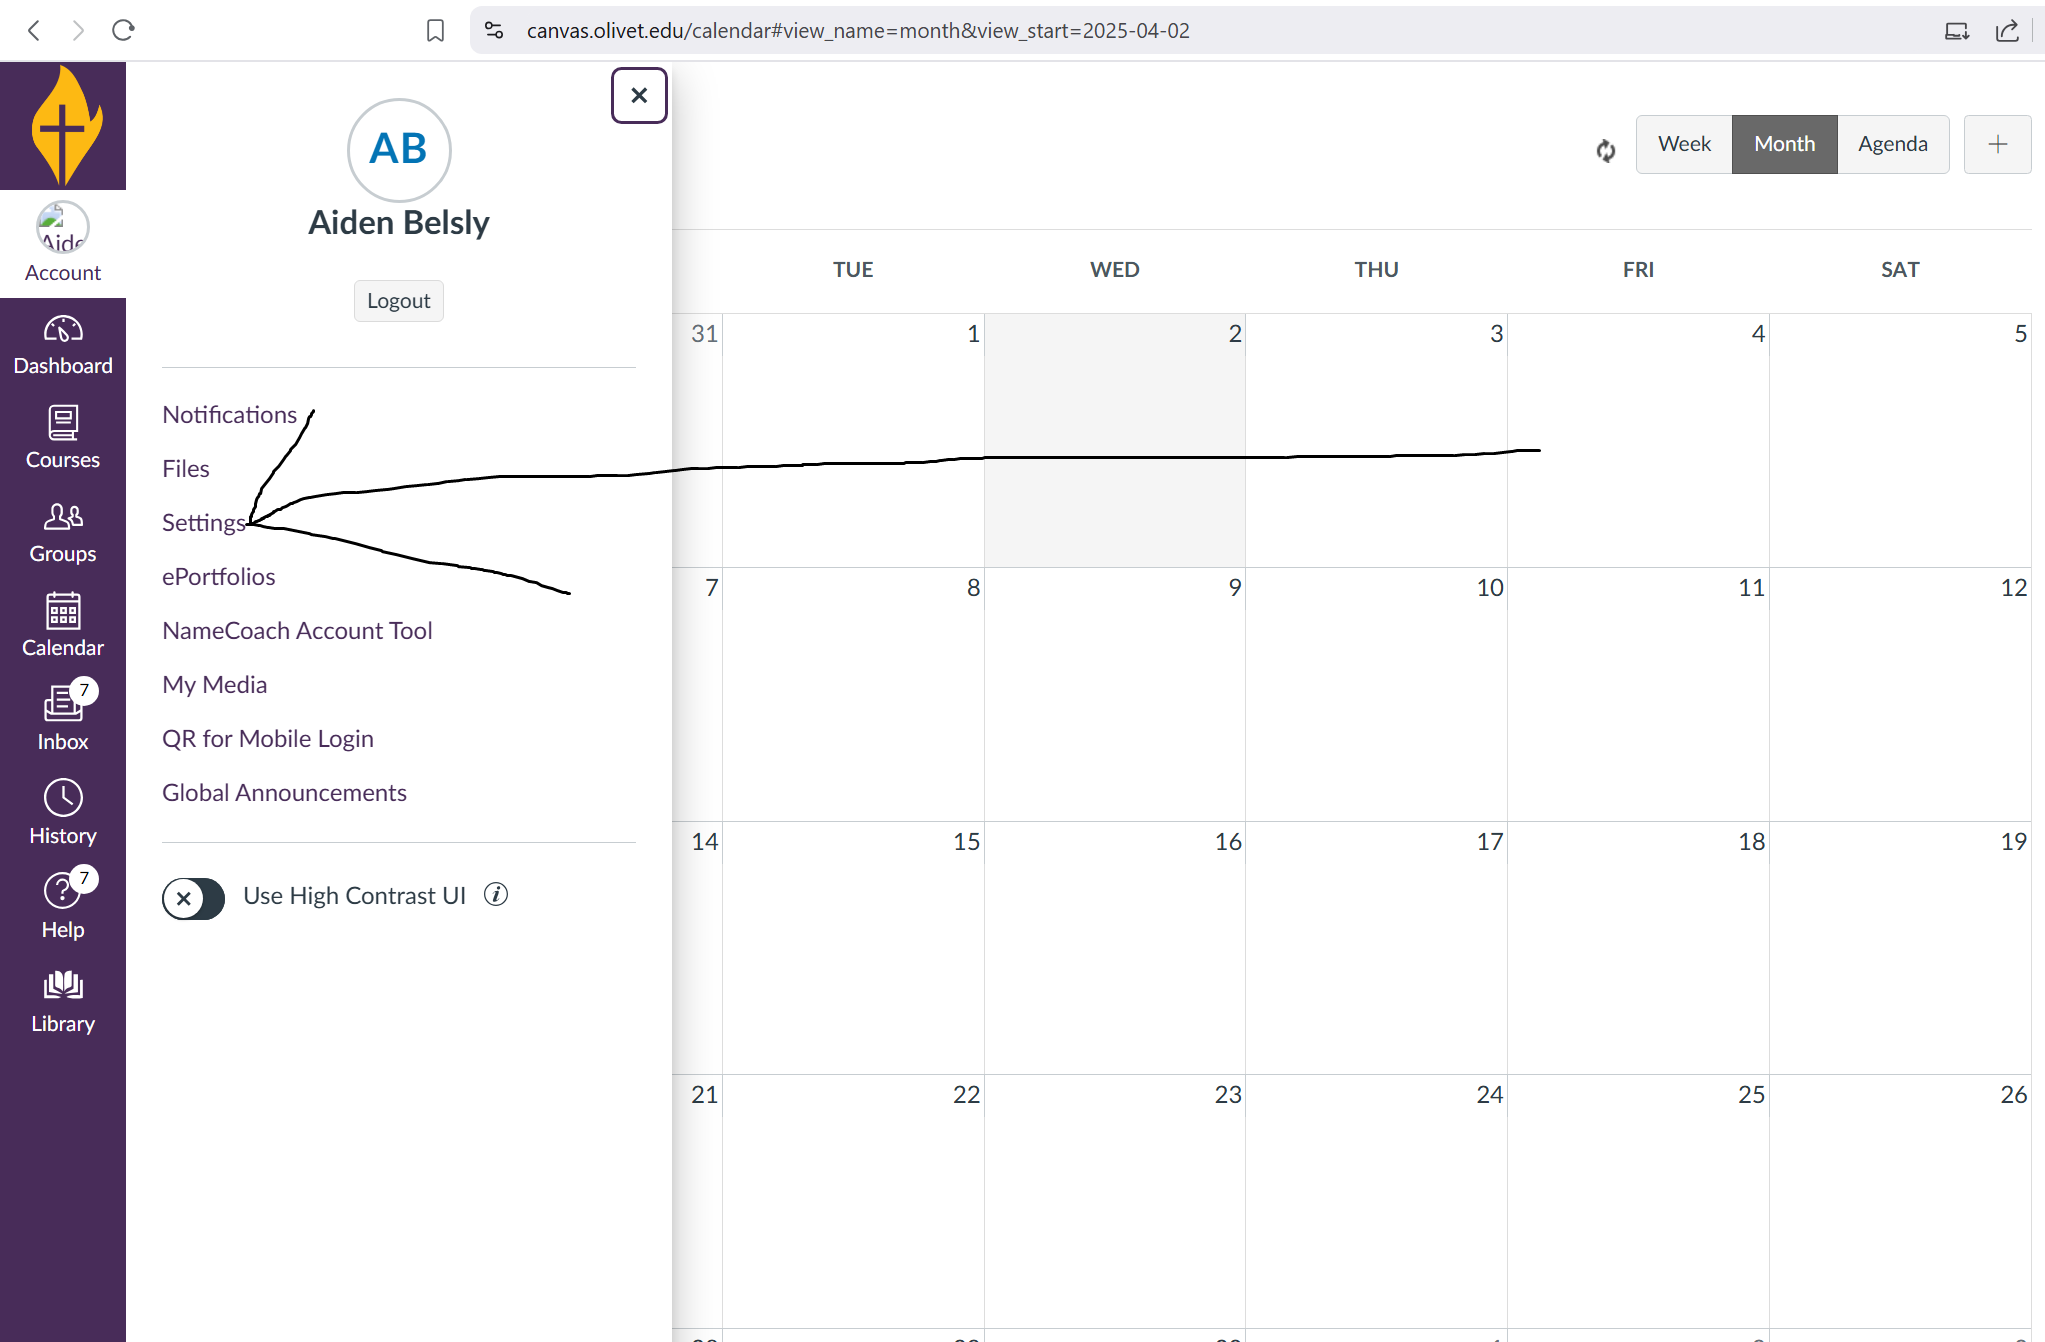 canvas.olivet.edu/calendar#view_name=month&view_start=2025-04-02
Aide
Account
Dashboard
Courses
Groups
Calendar
7
Inbox
History
7
Help
Library
AB
Aiden Belsly
Logout
Notifications
Files
Settings
ePortfolios
NameCoach Account Tool
My Media
QR for Mobile Login
Global Announcements
Use High Contrast UI
Week Month Agenda
TUE WED THU FRI SAT
31 1 2 3 4 5
7 8 9 10 11 12
14 15 16 17 18 19
21 22 23 24 25 26